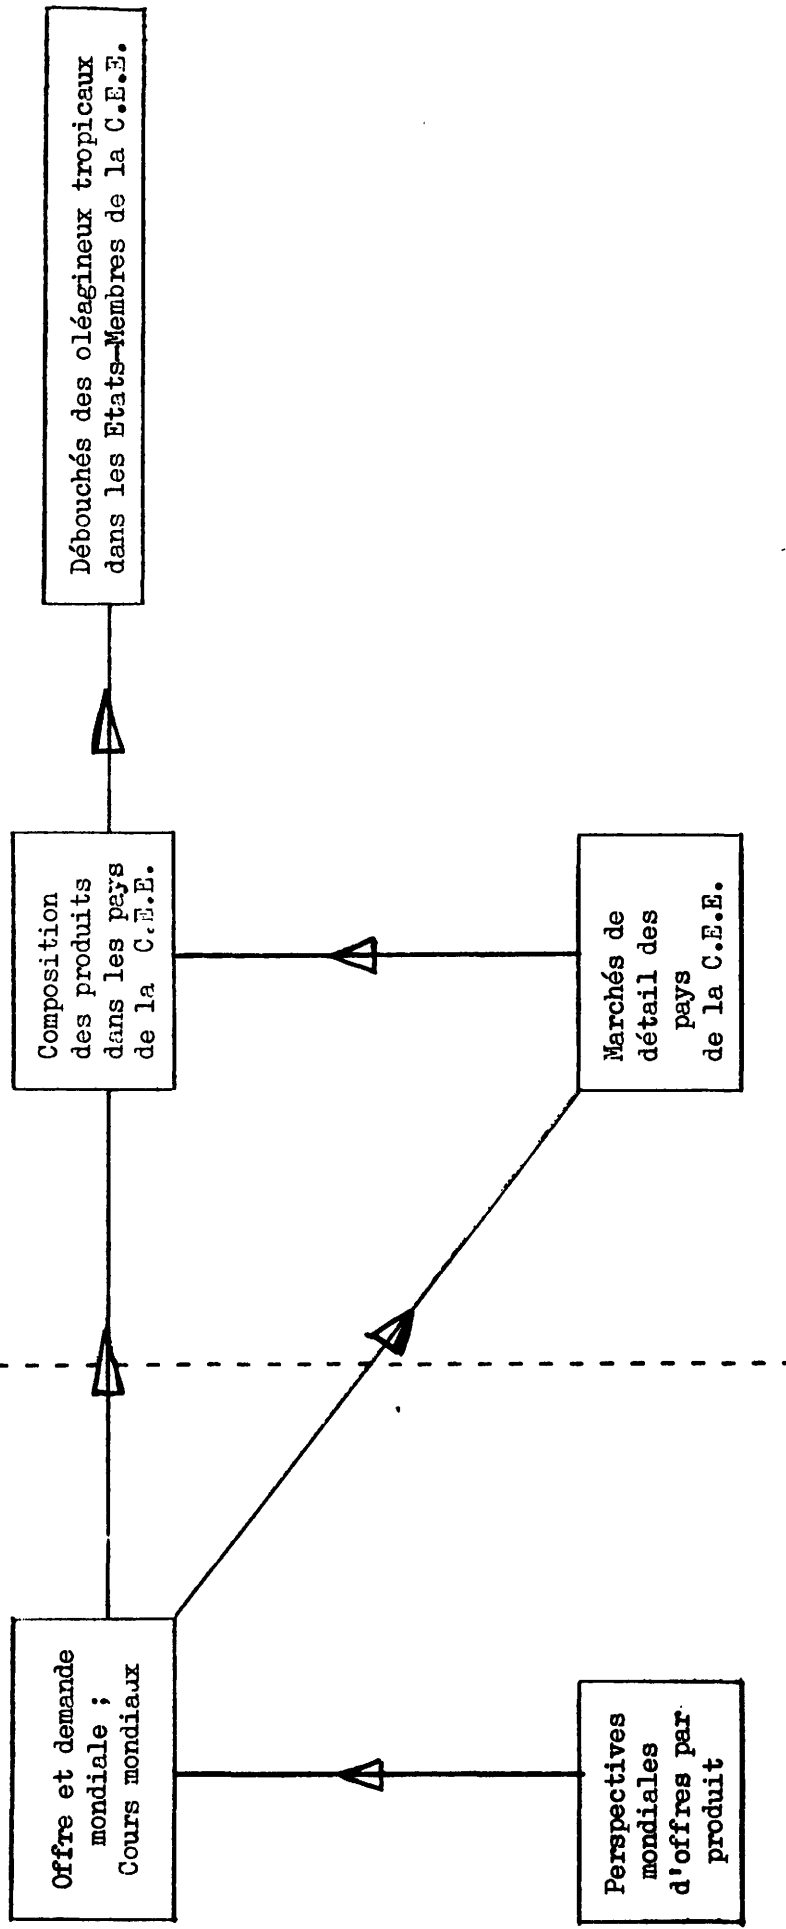 Offre et demande
mondiale ;
Cours mondiaux
Composition
des produits
dans les pays
de la C.E.E.
Débouchés des oléagineux tropicaux
dans les Etats-Membres de la C.E.E.
Perspectives
mondiales
d'offres par
produit
Marchés de
détail des
pays
de la C.E.E.